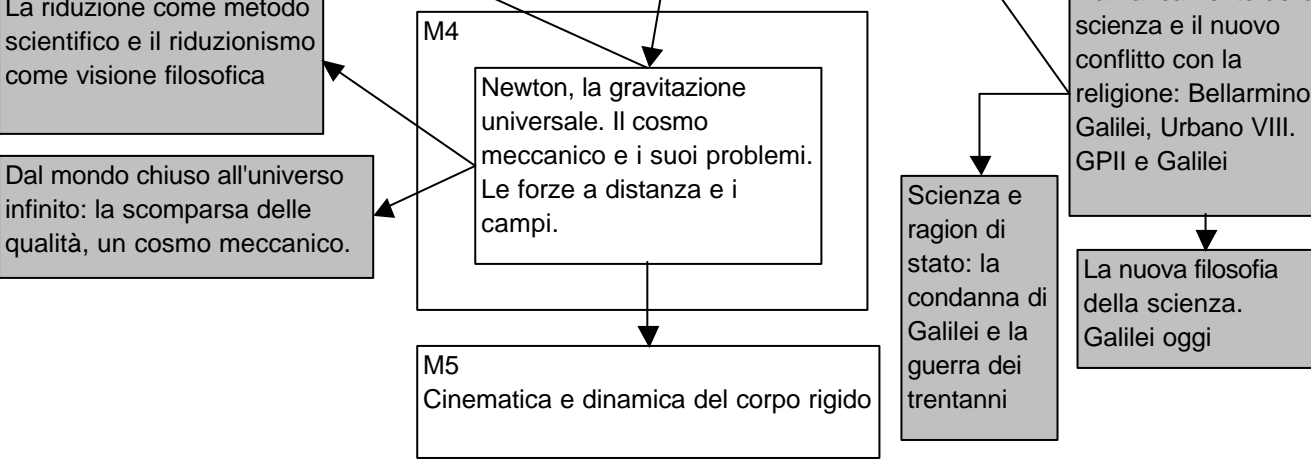 La riduzione come metodo
scientifico e il riduzionismo
come visione filosofica
Dal mondo chiuso all'universo
infinito: la scomparsa delle
qualità, un cosmo meccanico.
M4
Newton, la gravitazione
universale. Il cosmo
meccanico e i suoi problemi.
Le forze a distanza e i
campi.
M5
Cinematica e dinamica del corpo rigido
Scienza e
ragion di
stato: la
condanna di
Galilei e la
guerra dei
trentanni
scienza e il nuovo
conflitto con la
religione: Bellarmino
Galilei, Urbano VIII.
GPII e Galilei
La nuova filosofia
della scienza.
Galilei oggi